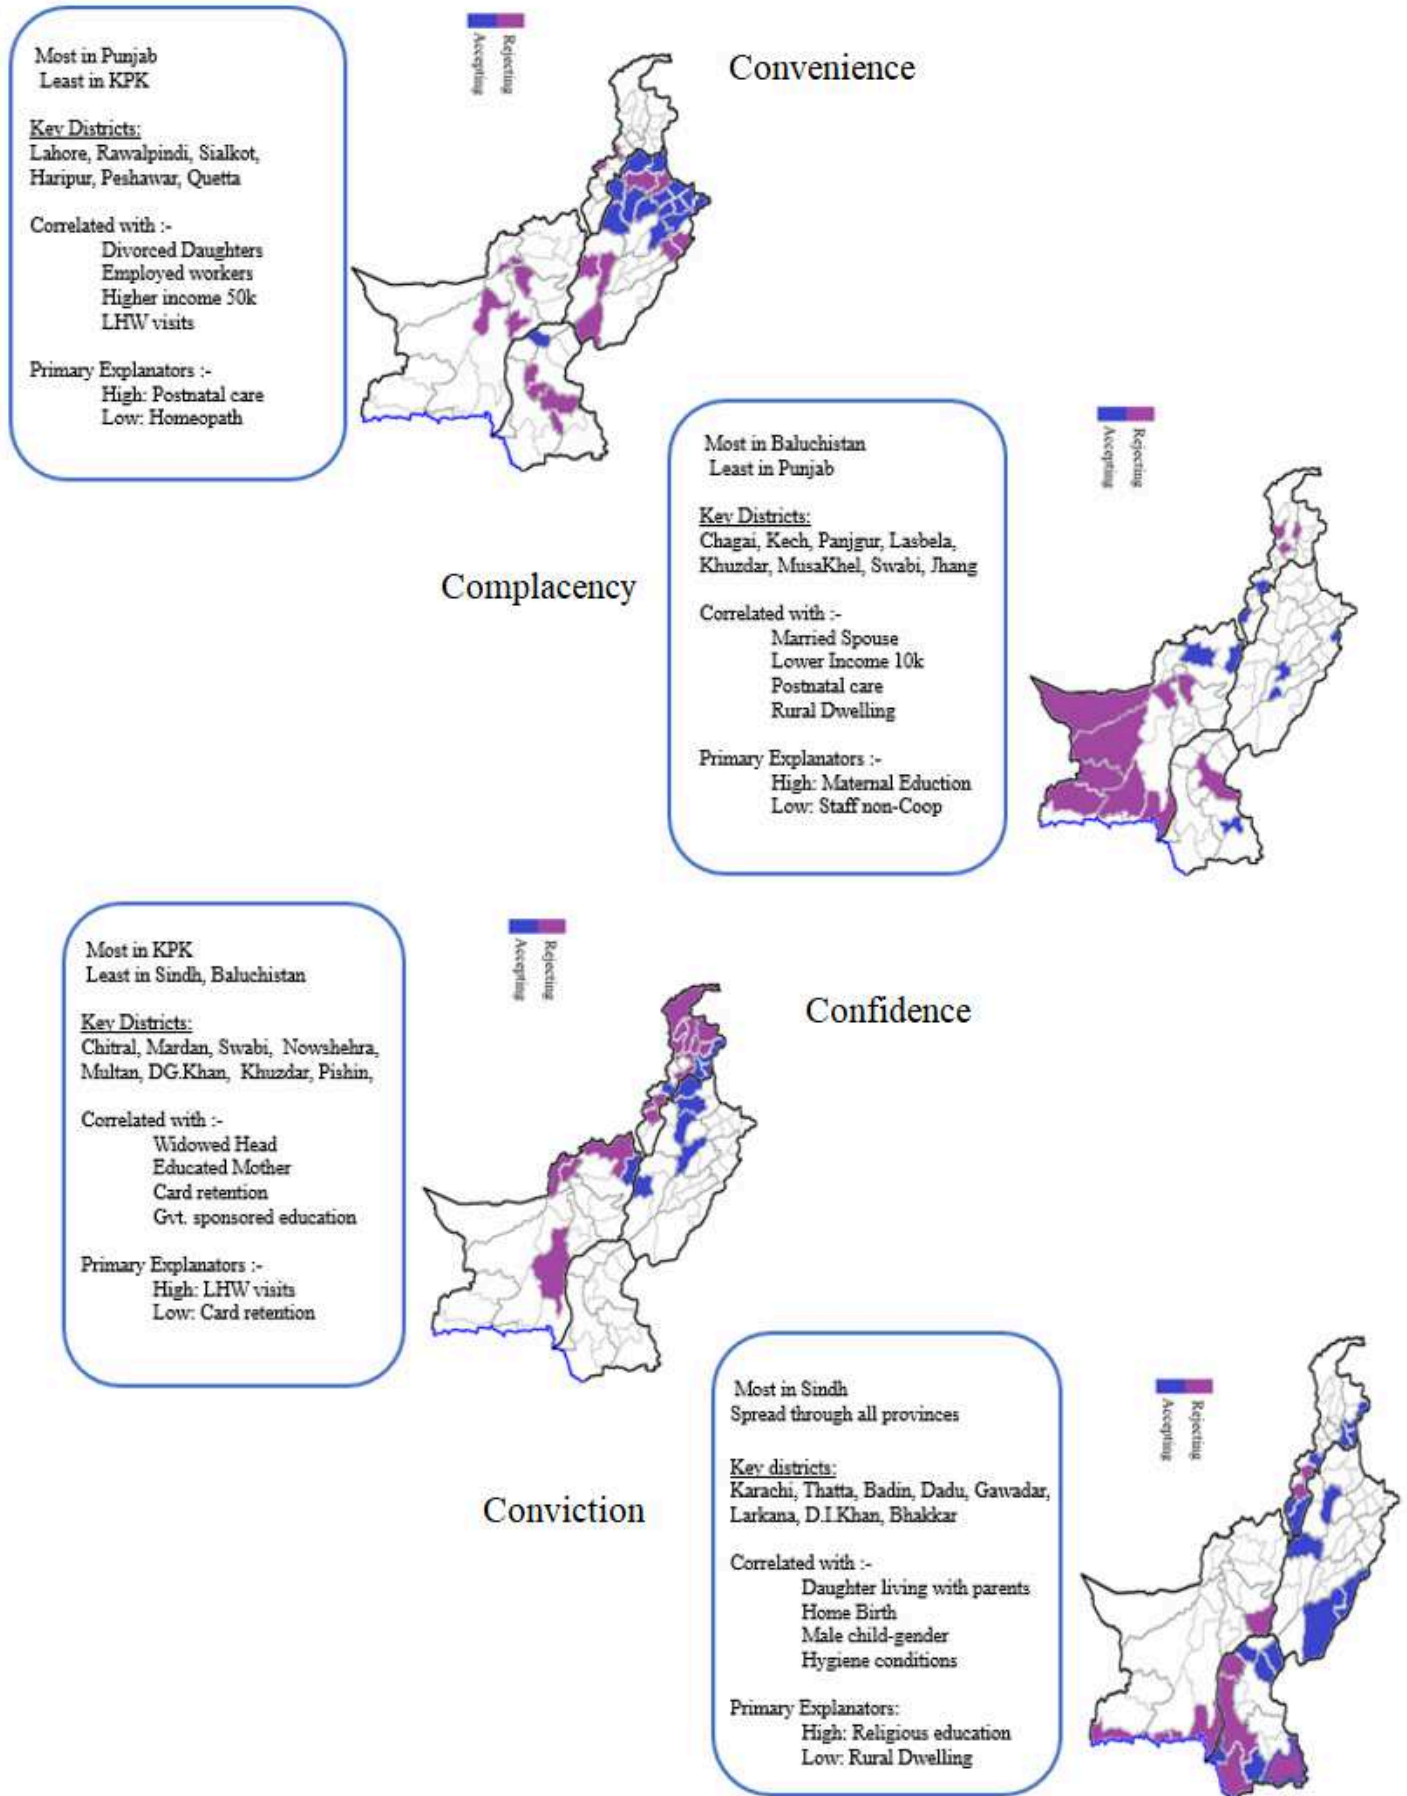 Most in Punjab
Least in KPK
Key Districts:
Lahore, Rawalpindi, Sialkot,
Haripur, Peshawar, Quetta
Correlated with :-
Divorced Daughters
Employed workers
Higher income 50k
LHW visits
Primary Explanators :-
High: Postnatal care
Low: Homeopath
Accepting
Rejecting
Convenience
Complacency
Most in Baluchistan
Least in Punjab
Key Districts:
Chagai, Kech, Panjgur, Lasbela,
Khuzdar, MusaKhel, Swabi, Jhang
Correlated with :-
Married Spouse
Lower Income 10k
Postnatal care
Rural Dwelling
Primary Explanators :-
High: Maternal Eduction
Low: Staff non-Coop
Accepting
Rejecting
Most in KPK
Least in Sindh, Baluchistan
Key Districts:
Chitral, Mardan, Swabi, Nowshehra,
Multan, DG.Khan, Khuzdar, Pishin,
Correlated with :-
Widowed Head
Educated Mother
Card retention
Gvt. sponsored education
Primary Explanators :-
High: LHW visits
Low: Card retention
Accepting
Rejecting
Confidence
Conviction
Most in Sindh
Spread through all provinces
Key districts:
Karachi, Thatta, Badin, Dadu, Gawadar,
Larkana, D.I.Khan, Bhakkar
Correlated with :-
Daughter living with parents
Home Birth
Male child-gender
Hygiene conditions
Primary Explanators:
High: Religious education
Low: Rural Dwelling
Accepting
Rejecting